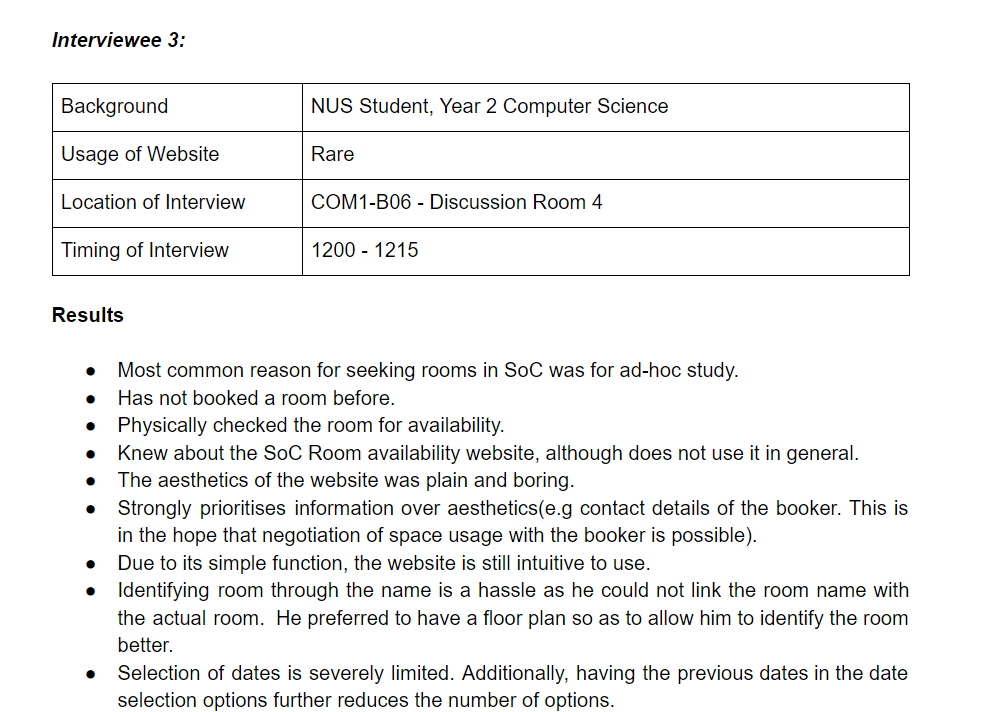 Interviewee 3:
Background NUS Student, Year 2 Computer Science
Usage of Website Rare
Location of Interview COM1-B06 - Discussion Room 4
Timing of Interview 1200 - 1215
Results
● Most common reason for seeking rooms in SoC was for ad-hoc study.
● Has not booked a room before.
● Physically checked the room for availability.
● Knew about the SoC Room availability website, although does not use it in general.
● The aesthetics of the website was plain and boring.
● Strongly prioritises information over aesthetics(e.g contact details of the booker. This is
in the hope that negotiation of space usage with the booker is possible).
● Due to its simple function, the website is still intuitive to use.
● Identifying room through the name is a hassle as he could not link the room name with
the actual room. He preferred to have a floor plan so as to allow him to identify the room
better.
● Selection of dates is severely limited. Additionally, having the previous dates in the date
selection options further reduces the number of options.